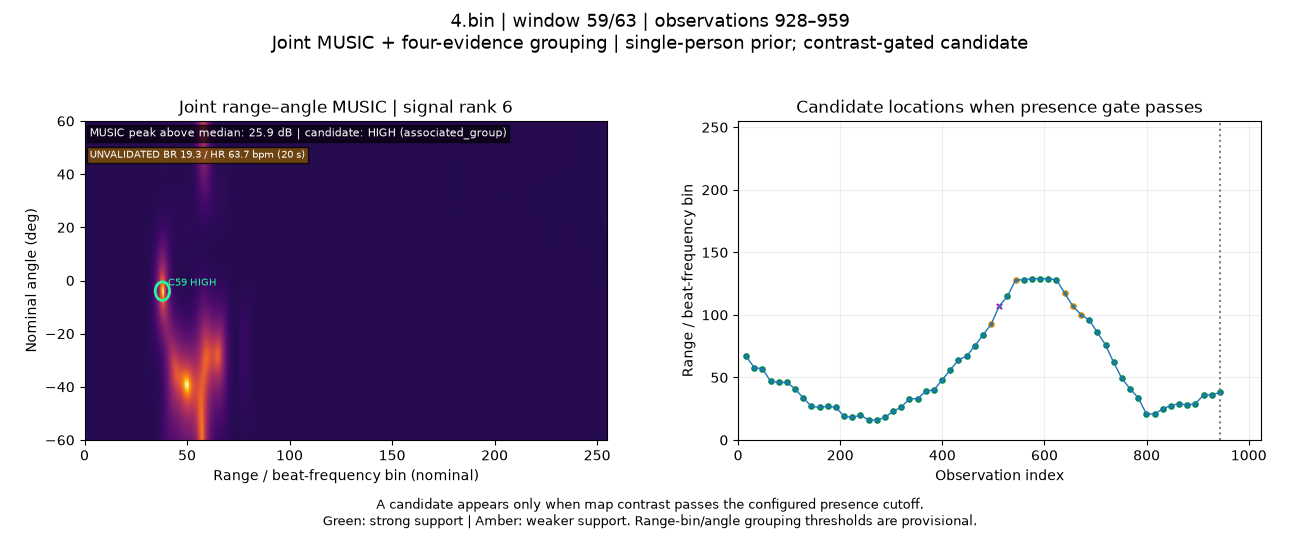 4.bin | window 59/63 | observations 928–959
Joint MUSIC + four-evidence grouping | single-person prior; contrast-gated candidate
Joint range–angle MUSIC | signal rank 6
MUSIC peak above median: 25.9 dB | candidate: HIGH (associated_group)
UNVALIDATED BR 19.3 / HR 63.7 bpm (20 s)
C59 HIGH
60
40
20
0
−20
−40
−60
Nominal angle (deg)
0
50
100
150
200
250
Range / beat-frequency bin (nominal)
Candidate locations when presence gate passes
250
200
150
100
50
0
Range / beat-frequency bin
0
200
400
600
800
1000
Observation index
A candidate appears only when map contrast passes the configured presence cutoff.
Green: strong support | Amber: weaker support. Range-bin/angle grouping thresholds are provisional.